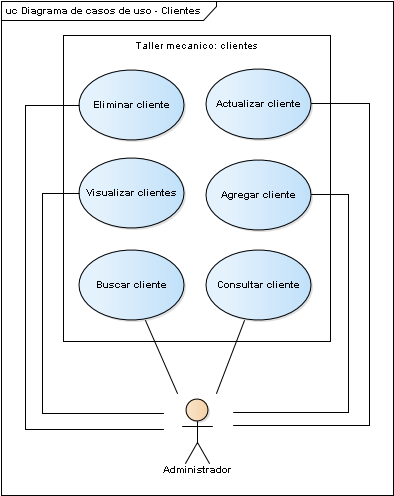 uc Diagrama de casos de uso - Clientes
Taller mecanico: clientes
Eliminar cliente
Actualizar cliente
Visualizar clientes
Agregar cliente
Buscar cliente
Consultar cliente
Administrador